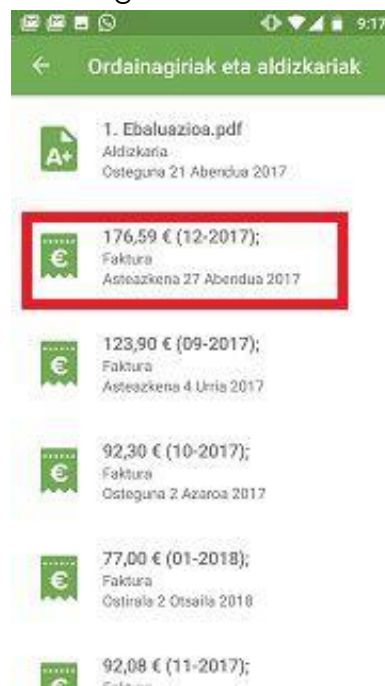 9:17
Ordainagiriak eta aldizkariak
A+
1. Ebaluazioa.pdf
Aldizkaria
Osteguna 21 Abendua 2017
€
176,59 € (12-2017);
Faktura
Asteazkena 27 Abendua 2017
€
123,90 € (09-2017);
Faktura
Asteazkena 4 Urria 2017
€
92,30 € (10-2017);
Faktura
Osteguna 2 Azaroa 2017
€
77,00 € (01-2018);
Faktura
Ostirala 2 Otsaila 2018
€
92,08 € (11-2017);